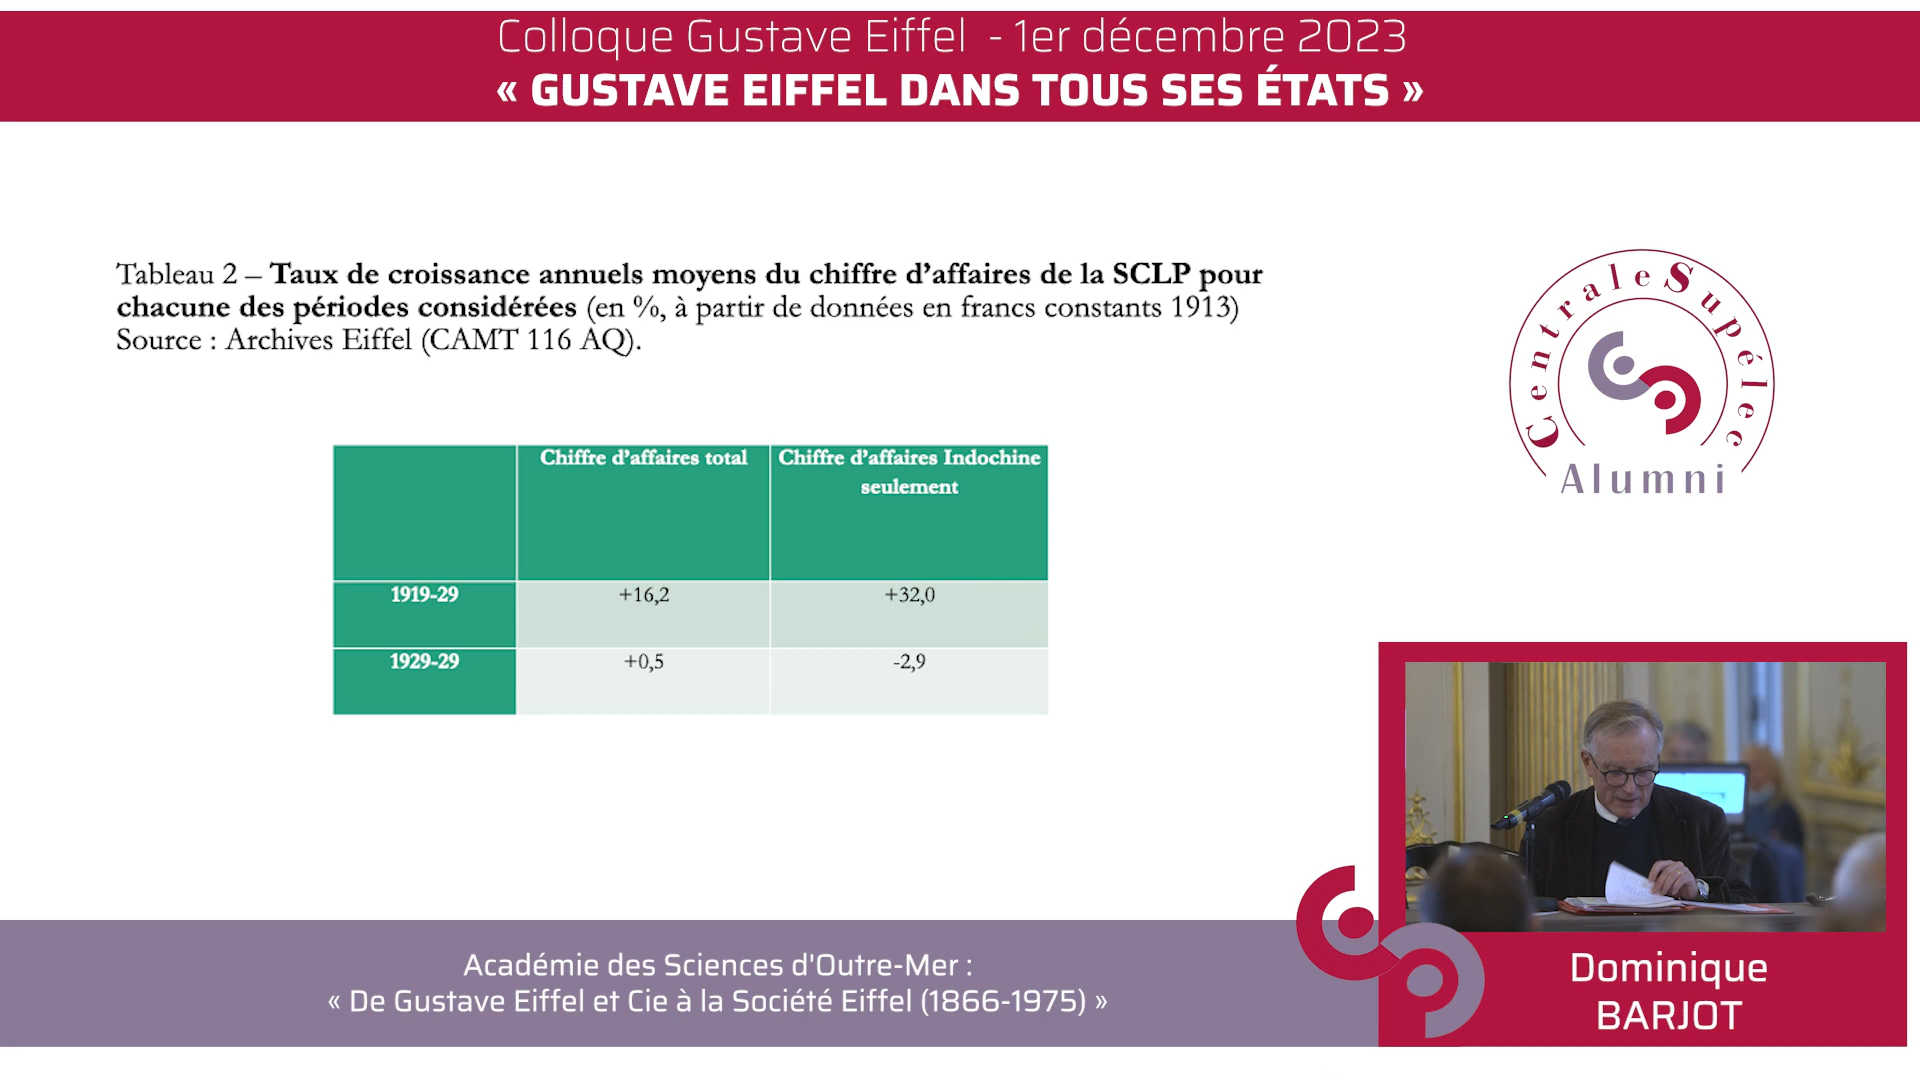 Colloque Gustave Eiffel - 1er décembre 2023
« GUSTAVE EIFFEL DANS TOUS SES ÉTATS »
Tableau 2 – Taux de croissance annuels moyens du chiffre d’affaires de la SCLP pour
chacune des périodes considérées (en %, à partir de données en francs constants 1913)
Source : Archives Eiffel (CAMT 116 AQ).
Chiffre d’affaires total
Chiffre d’affaires Indochine
seulement
1919-29
+16,2
+32,0
1929-29
+0,5
-2,9
CentraleSupélec
Alumni
Académie des Sciences d'Outre-Mer :
« De Gustave Eiffel et Cie à la Société Eiffel (1866-1975) »
Dominique
BARJOT